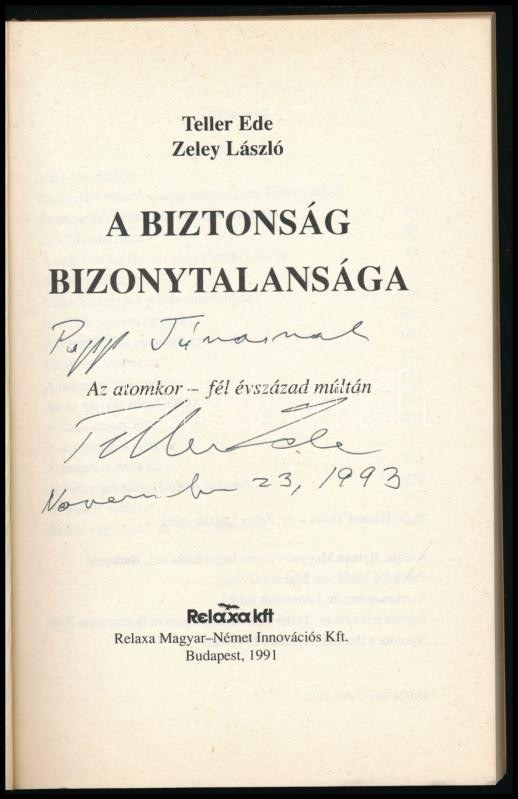 Teller Ede
Zeley László
A BIZTONSÁG
BIZONYTALANSÁGA
Papp Jánosnak
Az atomkor – fél évszázad múltán
Teller Ede
November 23, 1993
Relaxa kft
Relaxa Magyar–Német Innovációs Kft.
Budapest, 1991